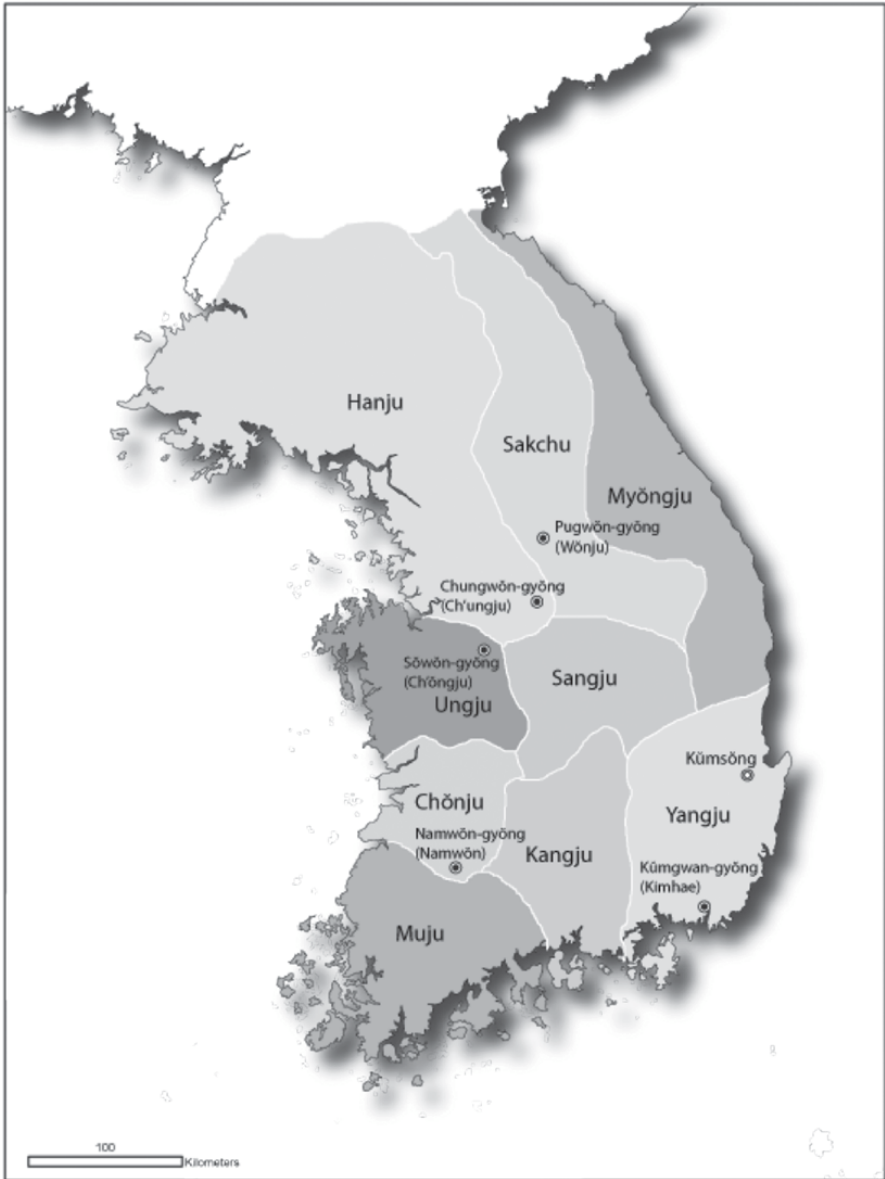 Hanju
Sakchu
Myŏngju
Pugwŏn-gyŏng
(Wŏnju)
Chungwŏn-gyŏng
(Ch'ungju)
Sŏwŏn-gyŏng
(Ch'ŏngju)
Ungju
Sangju
Kŭmsŏng
Chŏnju
Yangju
Namwŏn-gyŏng
(Namwŏn)
Kangju
Kŭmgwan-gyŏng
(Kimhae)
Muju
100
Kilometers